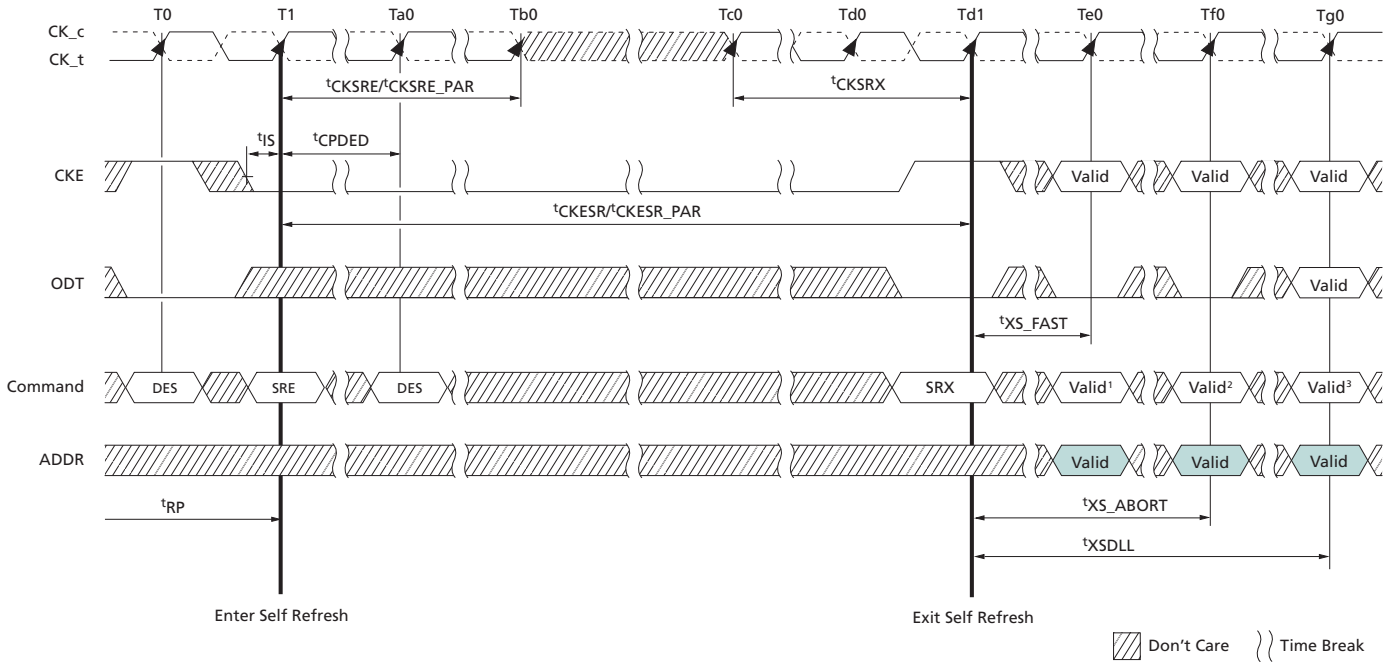 T0 T1 Ta0 Tb0 Tc0 Td0 Td1 Te0 Tf0 Tg0
CK_c
CK_t
tCKSRE/tCKSRE_PAR tCKSRX
tIS tCPDED
CKE Valid Valid Valid
tCKESR/tCKESR_PAR
ODT Valid
tXS_FAST
Command DES SRE DES SRX Valid1 Valid2 Valid3
ADDR Valid Valid Valid
tRP tXS_ABORT
tXSDLL
Enter Self Refresh Exit Self Refresh
Don't Care Time Break